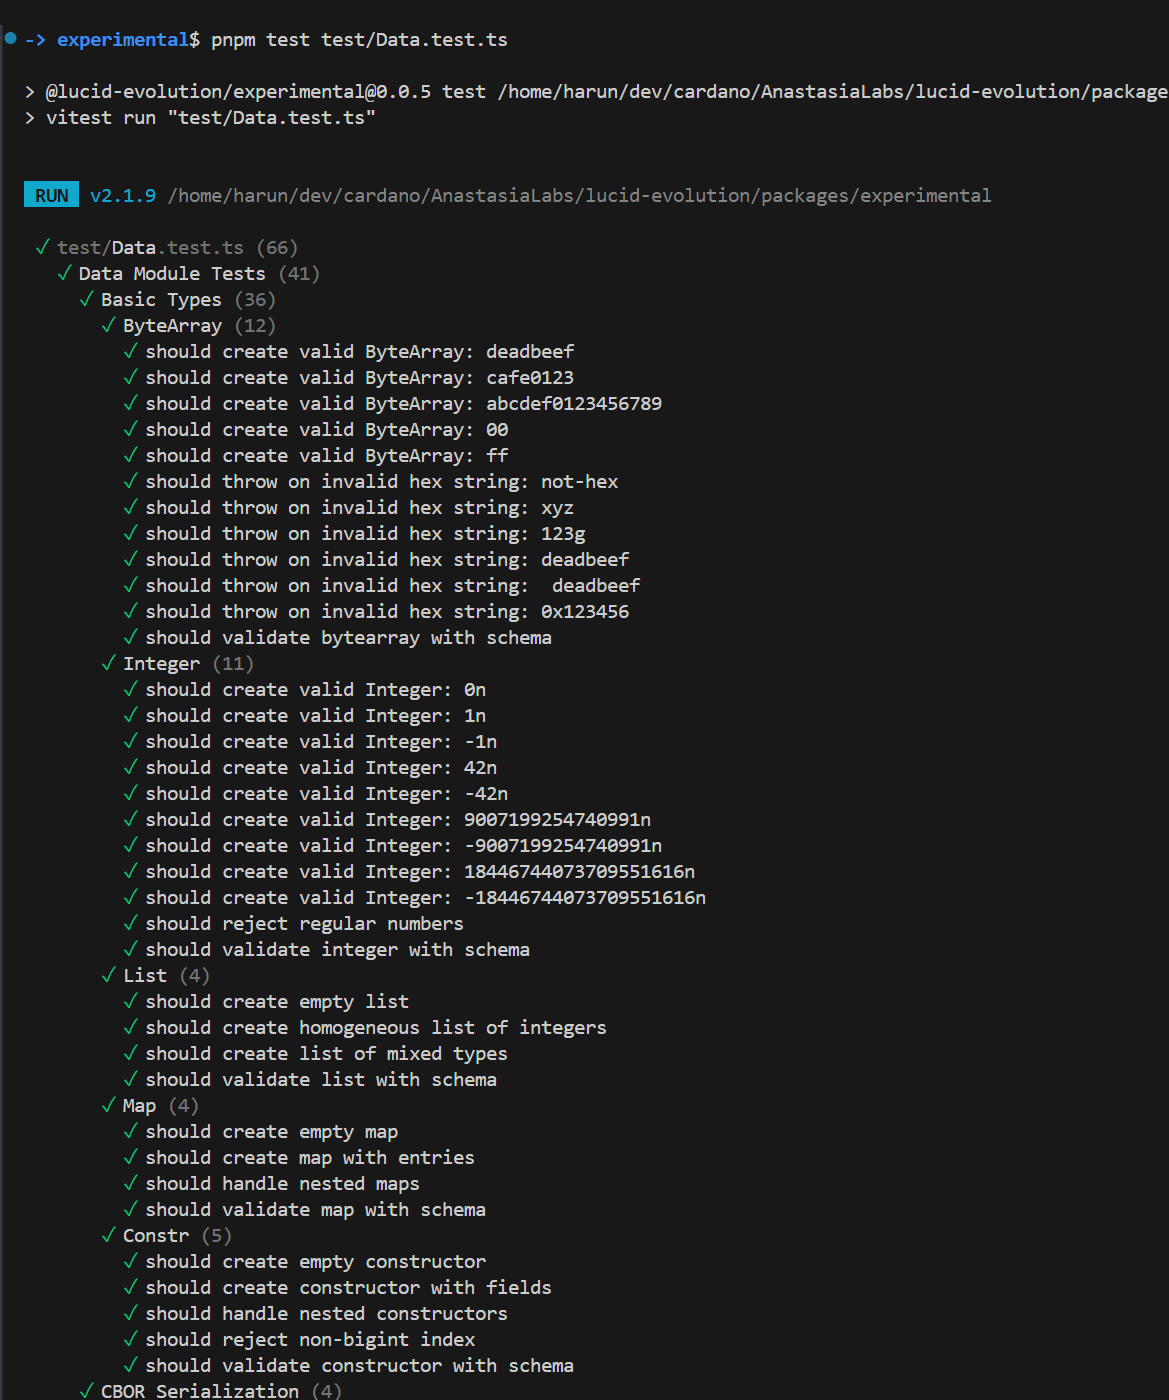 -> experimental$ pnpm test test/Data.test.ts
> @lucid-evolution/experimental@0.0.5 test /home/harun/dev/cardano/AnastasiaLabs/lucid-evolution/package
> vitest run "test/Data.test.ts"
RUN v2.1.9 /home/harun/dev/cardano/AnastasiaLabs/lucid-evolution/packages/experimental
✓ test/Data.test.ts (66)
✓ Data Module Tests (41)
✓ Basic Types (36)
✓ ByteArray (12)
✓ should create valid ByteArray: deadbeef
✓ should create valid ByteArray: cafe0123
✓ should create valid ByteArray: abcdef0123456789
✓ should create valid ByteArray: 00
✓ should create valid ByteArray: ff
✓ should throw on invalid hex string: not-hex
✓ should throw on invalid hex string: xyz
✓ should throw on invalid hex string: 123g
✓ should throw on invalid hex string: deadbeef
✓ should throw on invalid hex string:  deadbeef
✓ should throw on invalid hex string: 0x123456
✓ should validate bytearray with schema
✓ Integer (11)
✓ should create valid Integer: 0n
✓ should create valid Integer: 1n
✓ should create valid Integer: -1n
✓ should create valid Integer: 42n
✓ should create valid Integer: -42n
✓ should create valid Integer: 9007199254740991n
✓ should create valid Integer: -9007199254740991n
✓ should create valid Integer: 18446744073709551616n
✓ should create valid Integer: -18446744073709551616n
✓ should reject regular numbers
✓ should validate integer with schema
✓ List (4)
✓ should create empty list
✓ should create homogeneous list of integers
✓ should create list of mixed types
✓ should validate list with schema
✓ Map (4)
✓ should create empty map
✓ should create map with entries
✓ should handle nested maps
✓ should validate map with schema
✓ Constr (5)
✓ should create empty constructor
✓ should create constructor with fields
✓ should handle nested constructors
✓ should reject non-bigint index
✓ should validate constructor with schema
✓ CBOR Serialization (4)